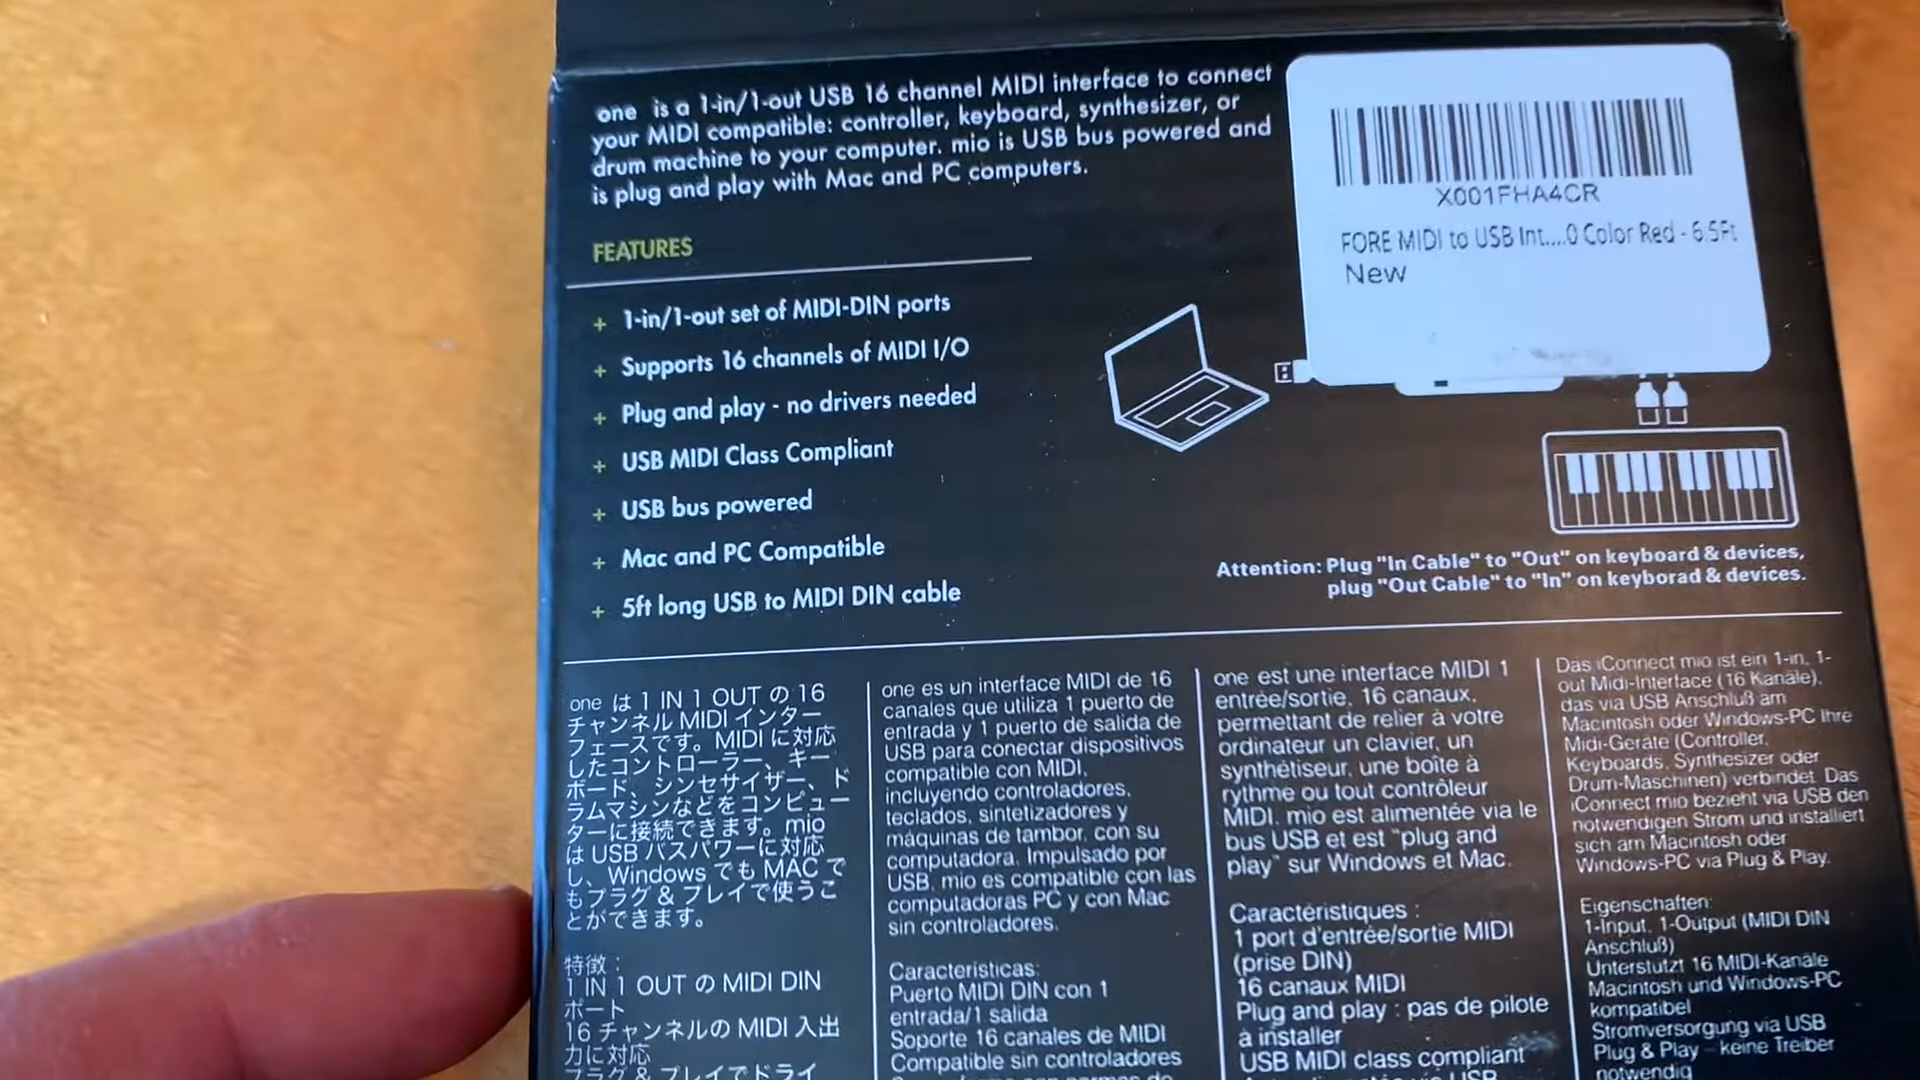 one is a 1-in/1-out USB 16 channel MIDI interface to connect
your MIDI compatible: controller, keyboard, synthesizer, or
drum machine to your computer. mio is USB bus powered and
is plug and play with Mac and PC computers.
X001FHA4CR
FORE MIDI to USB Int....0 Color Red - 6.5Ft
New
FEATURES
+ 1-in/1-out set of MIDI-DIN ports
+ Supports 16 channels of MIDI I/O
+ Plug and play - no drivers needed
+ USB MIDI Class Compliant
+ USB bus powered
+ Mac and PC Compatible
+ 5ft long USB to MIDI DIN cable
Attention: Plug "In Cable" to "Out" on keyboard & devices,
plug "Out Cable" to "In" on keyborad & devices.
one は 1 IN 1 OUT の 16
チャンネル MIDI インター
フェースです。MIDI に対応
したコントローラー、キー
ボード、シンセサイザー、ド
ラムマシンなどをコンピュー
ターに接続できます。mio
は USB バスパワーに対応
し、Windows でも MAC で
もプラグ & プレイで使うこ
とができます。
特徴：
1 IN 1 OUT の MIDI DIN
ポート
16 チャンネルの MIDI 入出
力に対応
プラグ & プレイでドライ
one es un interface MIDI de 16
canales que utiliza 1 puerto de
entrada y 1 puerto de salida de
USB para conectar dispositivos
compatible con MIDI,
incluyendo controladores,
teclados, sintetizadores y
máquinas de tambor, con su
computadora. Impulsado por
USB, mio es compatible con las
computadoras PC y con Mac
sin controladores.
Características:
Puerto MIDI DIN con 1
entrada/1 salida
Soporte 16 canales de MIDI
Compatible sin controladores
one est une interface MIDI 1
entrée/sortie, 16 canaux,
permettant de relier à votre
ordinateur un clavier, un
synthétiseur, une boîte à
rythme ou tout contrôleur
MIDI. mio est alimentée via le
bus USB et est "plug and
play" sur Windows et Mac.
Caractéristiques :
1 port d'entrée/sortie MIDI
(prise DIN)
16 canaux MIDI
Plug and play : pas de pilote
à installer
USB MIDI class compliant
Das iConnect mio ist ein 1-in, 1-
out Midi-Interface (16 Kanäle),
das via USB Anschluß am
Macintosh oder Windows-PC Ihre
Midi-Geräte (Controller,
Keyboards, Synthesizer oder
Drum-Maschinen) verbindet. Das
iConnect mio bezieht via USB den
notwendigen Strom und installiert
sich am Macintosh oder
Windows-PC via Plug & Play.
Eigenschaften:
1-Input, 1-Output (MIDI DIN
Anschluß)
Unterstützt 16 MIDI-Kanäle
Macintosh und Windows-PC
kompatibel
Stromversorgung via USB
Plug & Play – keine Treiber
notwendig